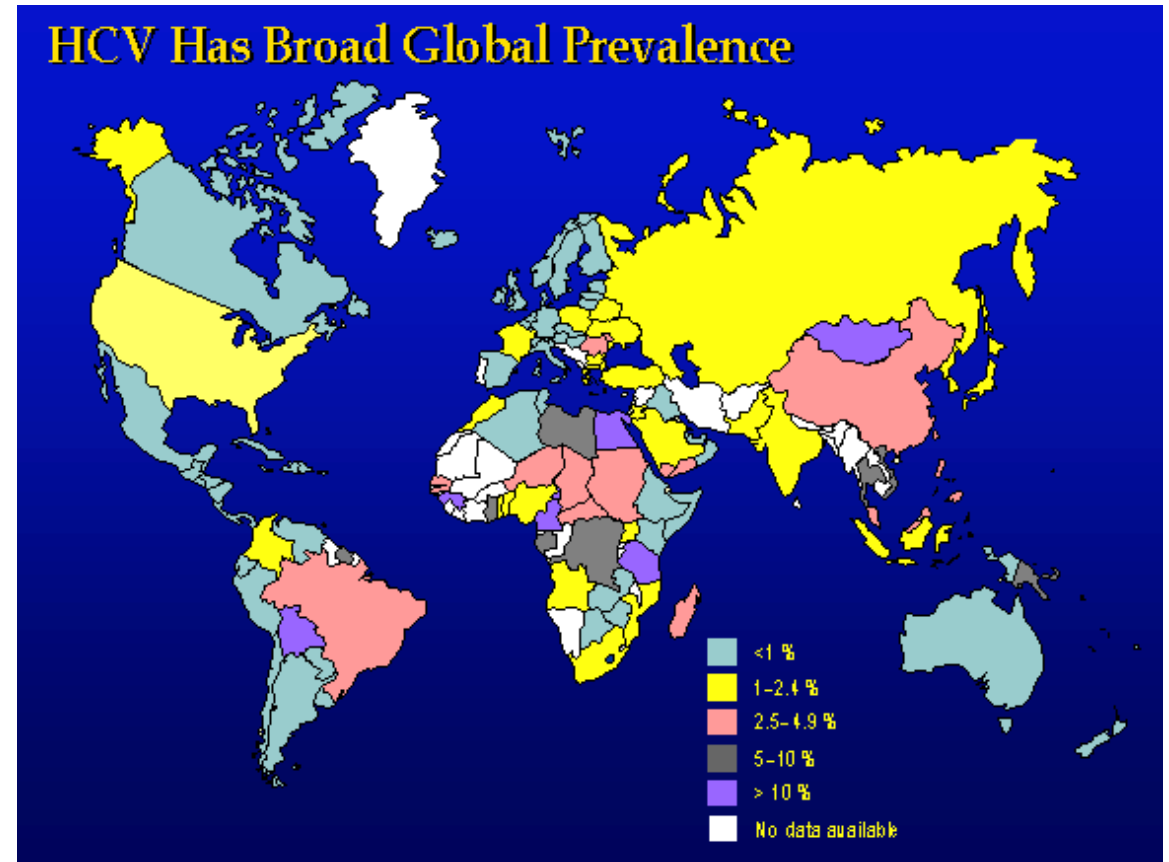 HCV Has Broad Global Prevalence
<1 %
1–2.4 %
2.5–4.9 %
5–10 %
> 10 %
No data available